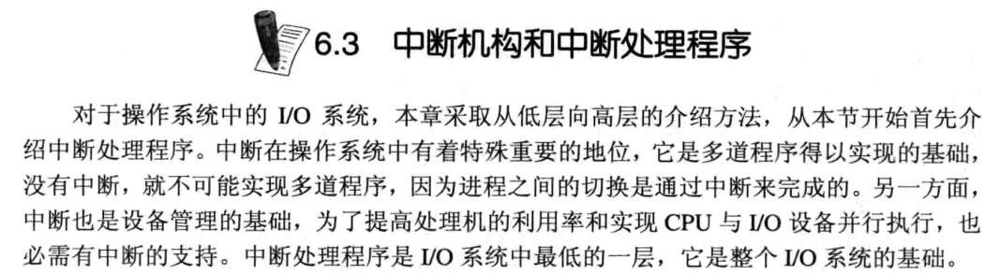 6.3 中断机构和中断处理程序
对于操作系统中的 I/O 系统，本章采取从低层向高层的介绍方法，从本节开始首先介
绍中断处理程序。中断在操作系统中有着特殊重要的地位，它是多道程序得以实现的基础，
没有中断，就不可能实现多道程序，因为进程之间的切换是通过中断来完成的。另一方面，
中断也是设备管理的基础，为了提高处理机的利用率和实现 CPU 与 I/O 设备并行执行，也
必需有中断的支持。中断处理程序是 I/O 系统中最低的一层，它是整个 I/O 系统的基础。